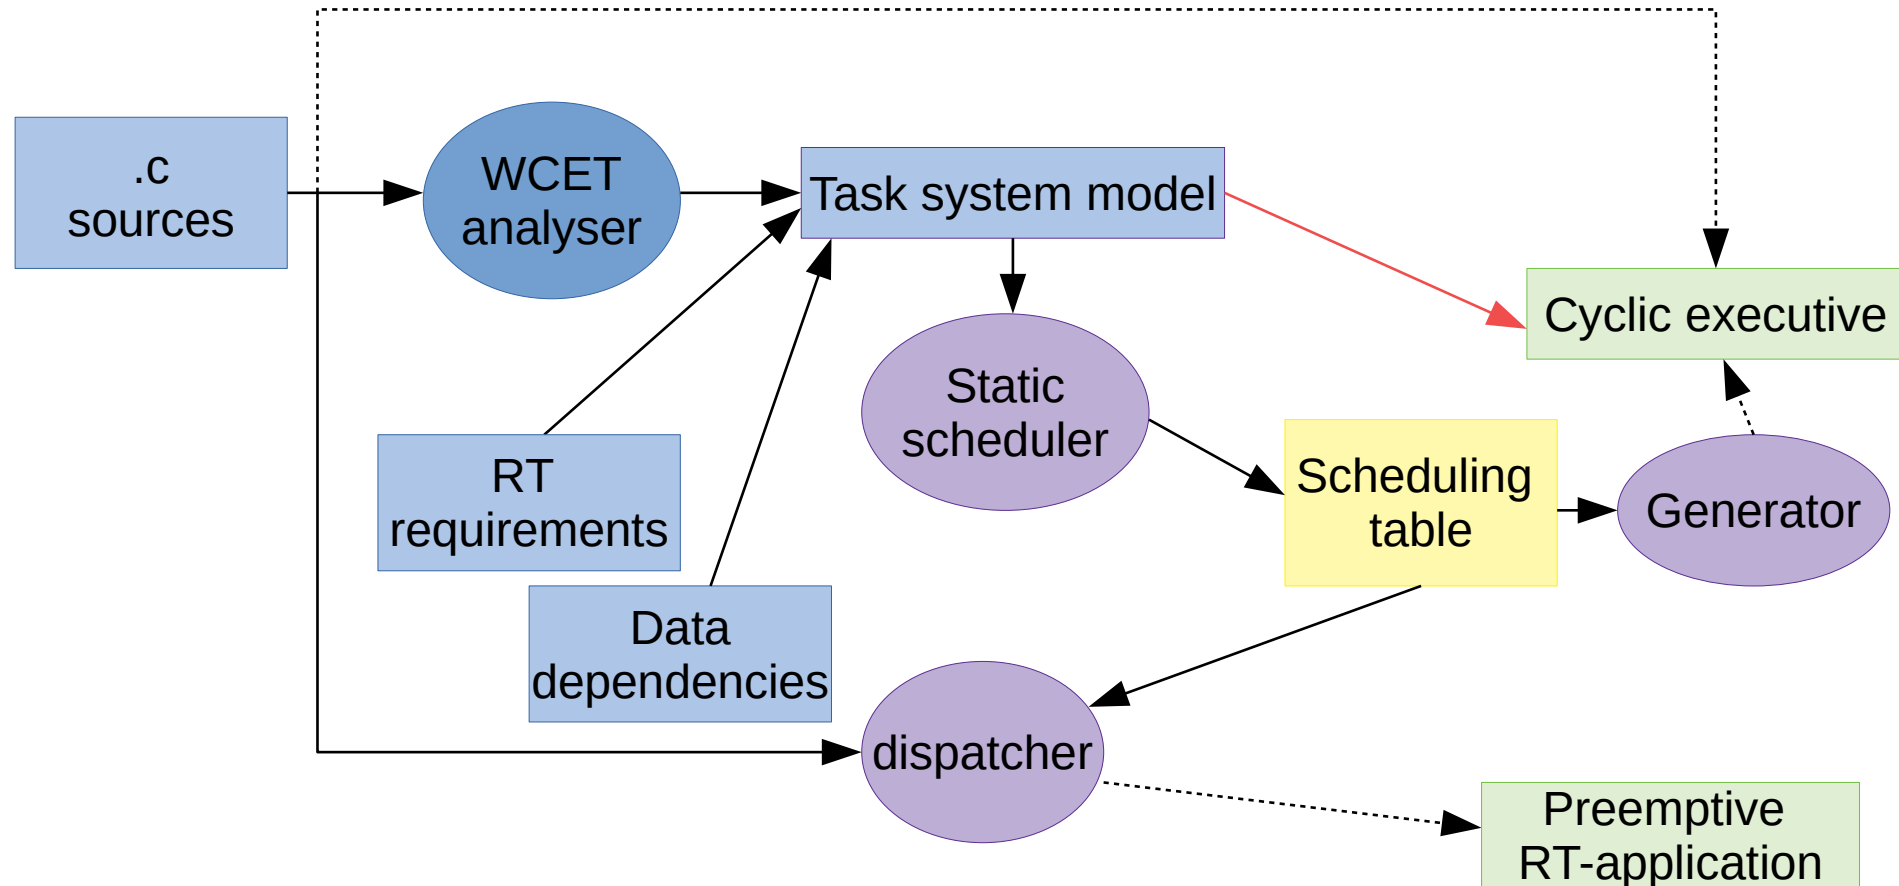 .c
sources
WCET
analyser
Task system model
Cyclic executive
Static
scheduler
RT
requirements
Scheduling
table
Generator
Data
dependencies
dispatcher
Preemptive
RT-application